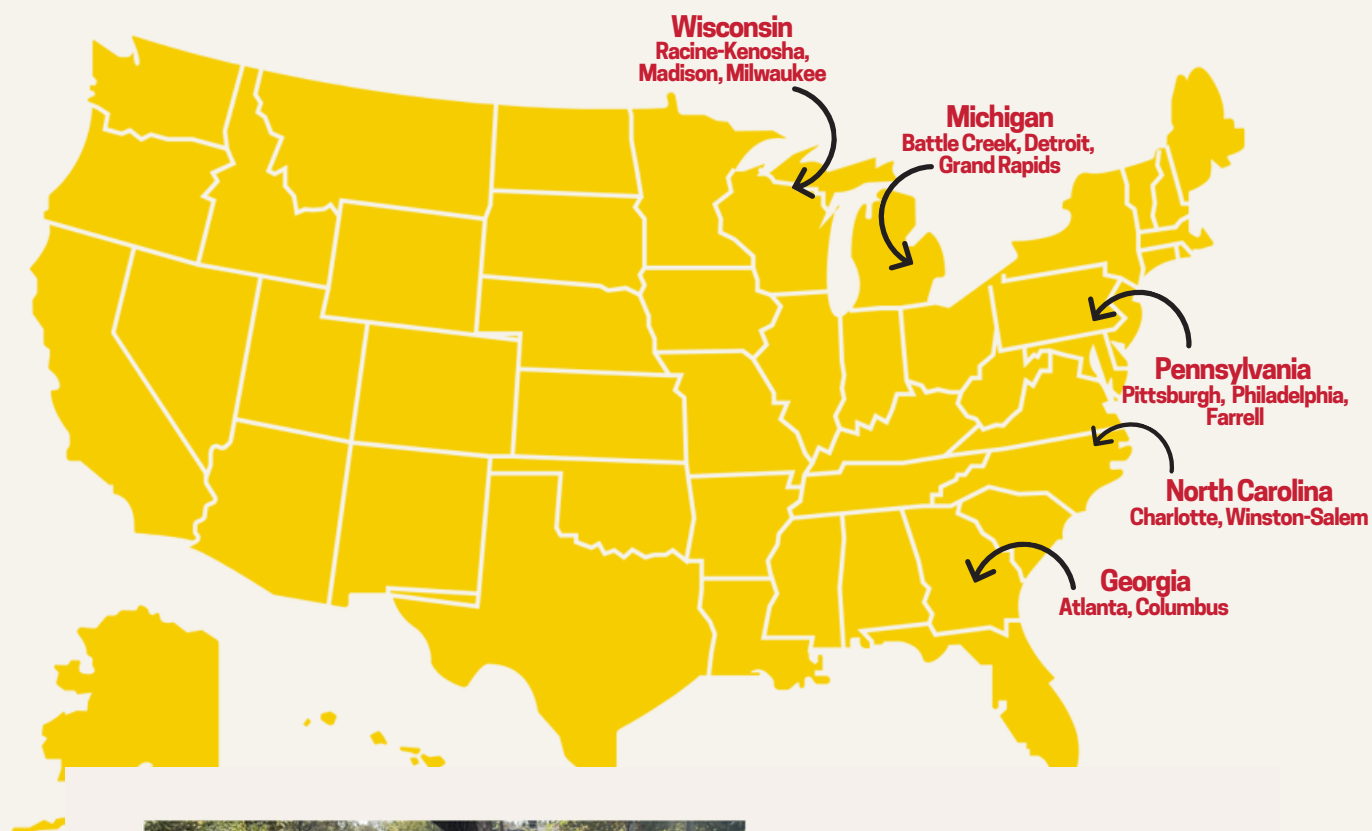 Wisconsin
Racine-Kenosha,
Madison, Milwaukee
Michigan
Battle Creek, Detroit,
Grand Rapids
Pennsylvania
Pittsburgh, Philadelphia,
Farrell
North Carolina
Charlotte, Winston-Salem
Georgia
Atlanta, Columbus